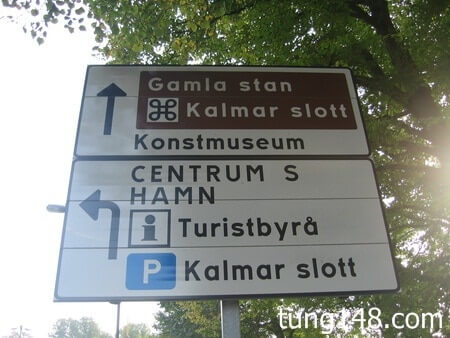 Gamla stan
⌘ Kalmar slott
Konstmuseum
CENTRUM S
HAMN
i Turistbyrå
P Kalmar slott
tung148.com